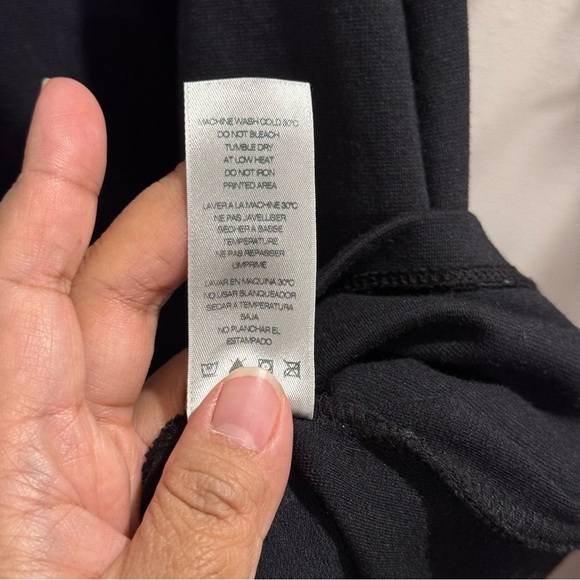 MACHINE WASH COLD 30°C
DO NOT BLEACH
TUMBLE DRY
AT LOW HEAT
DO NOT IRON
PRINTED AREA
LAVER A LA MACHINE 30°C
NE PAS JAVELLISER
SECHER A BASSE
TEMPERATURE
NE PAS REPASSER
L'IMPRIME
LAVAR EN MAQUINA 30°C
NO USAR BLANQUEADOR
SECAR A TEMPERATURA
BAJA
NO PLANCHAR EL
ESTAMPADO